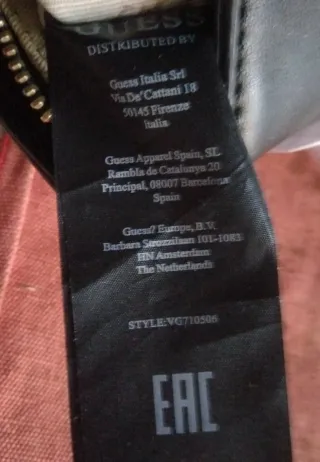 GUESS
DISTRIBUTED BY
Guess Italia Srl
Via De' Cattani 18
50145 Firenze
Italia
Guess Apparel Spain, SL
Rambla de Catalunya 20
Principal, 08007 Barcelona
Spain
Guess? Europe, B.V.
Barbara Strozzilaan 101-1083
HN Amsterdam
The Netherlands
STYLE:VG710506
EAC